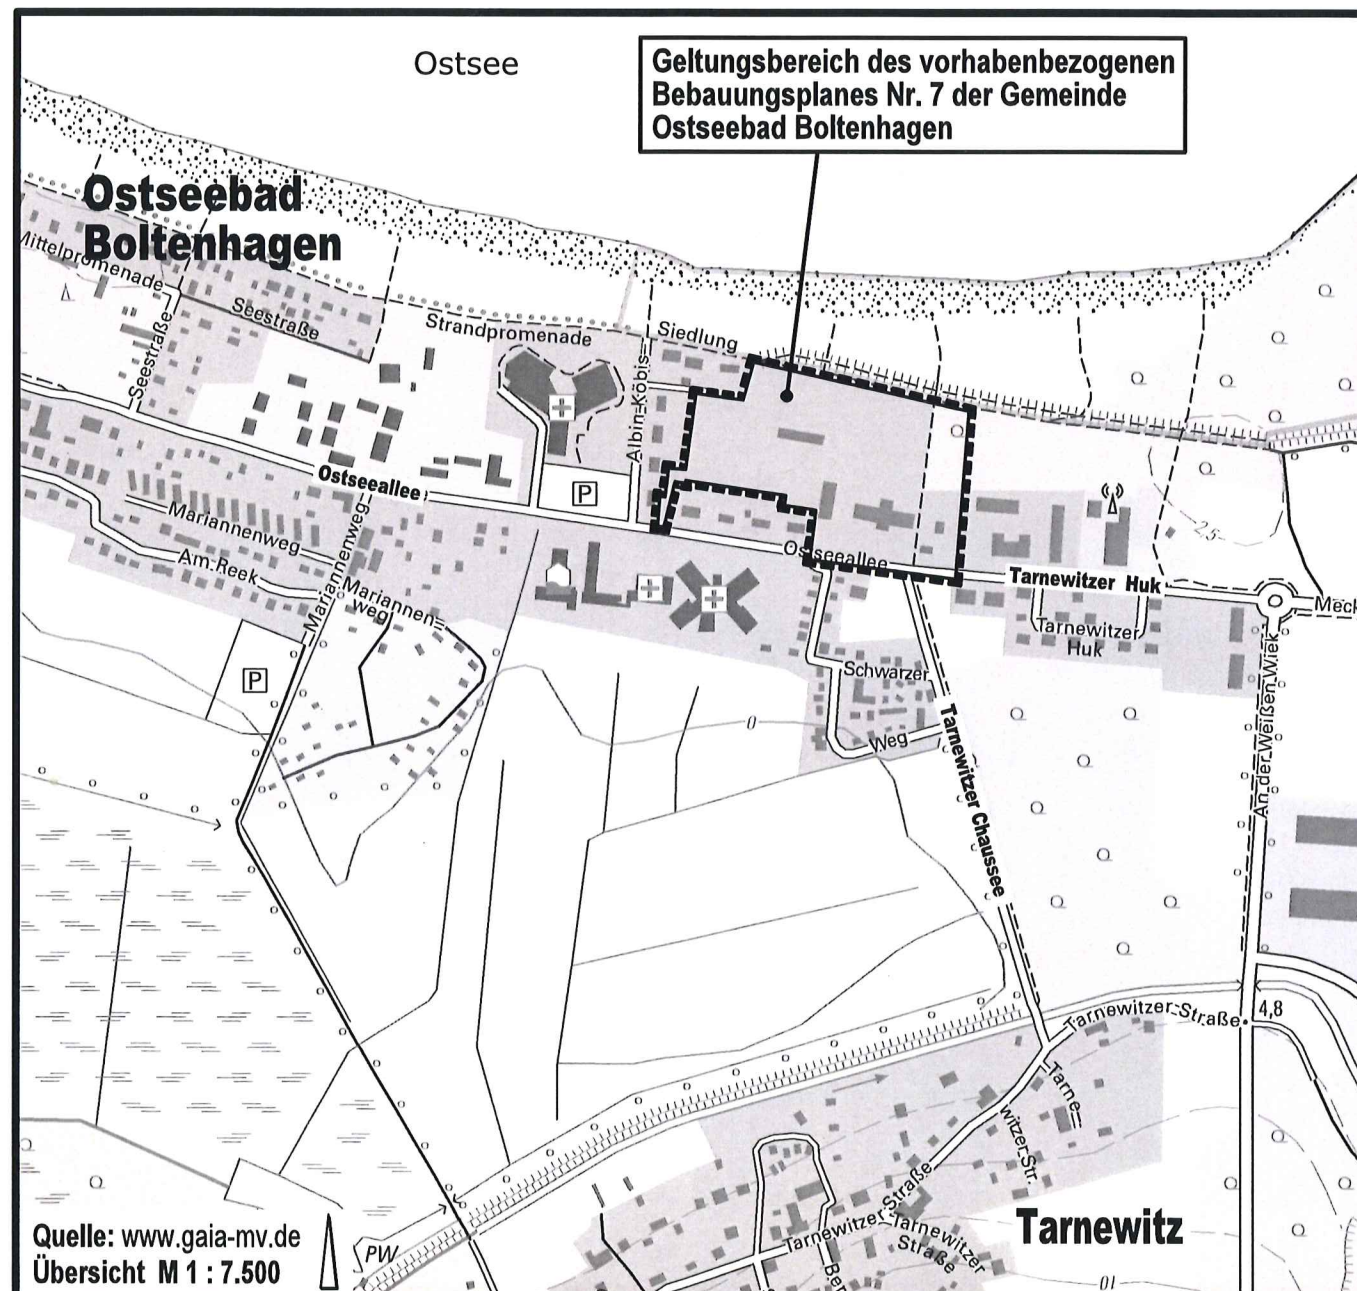 Ostsee
Geltungsbereich des vorhabenbezogenen
Bebauungsplanes Nr. 7 der Gemeinde
Ostseebad Boltenhagen
Ostseebad
Boltenhagen
Mittelpromenade
Seestraße
Seestraße
Strandpromenade
Siedlung
Albin-Köbis-
Ostseeallee
P
Mariannenweg
Am Reek
Mariannenweg
Mariannen=
weg
Ostseeallee
Tarnewitzer Huk
Tarnewitzer
Huk
Meck
2,5
P
0
Schwarzer
Weg
Tarnewitzer Chaussee
An der Weißen Wiek
Tarnewitzer Straße
4,8
Tarne=
witzer Str.
Tarnewitzer Straße
Tarnewitzer
Straße
Tarnewitz
Ber
10
PW
Quelle: www.gaia-mv.de
Übersicht M 1 : 7.500